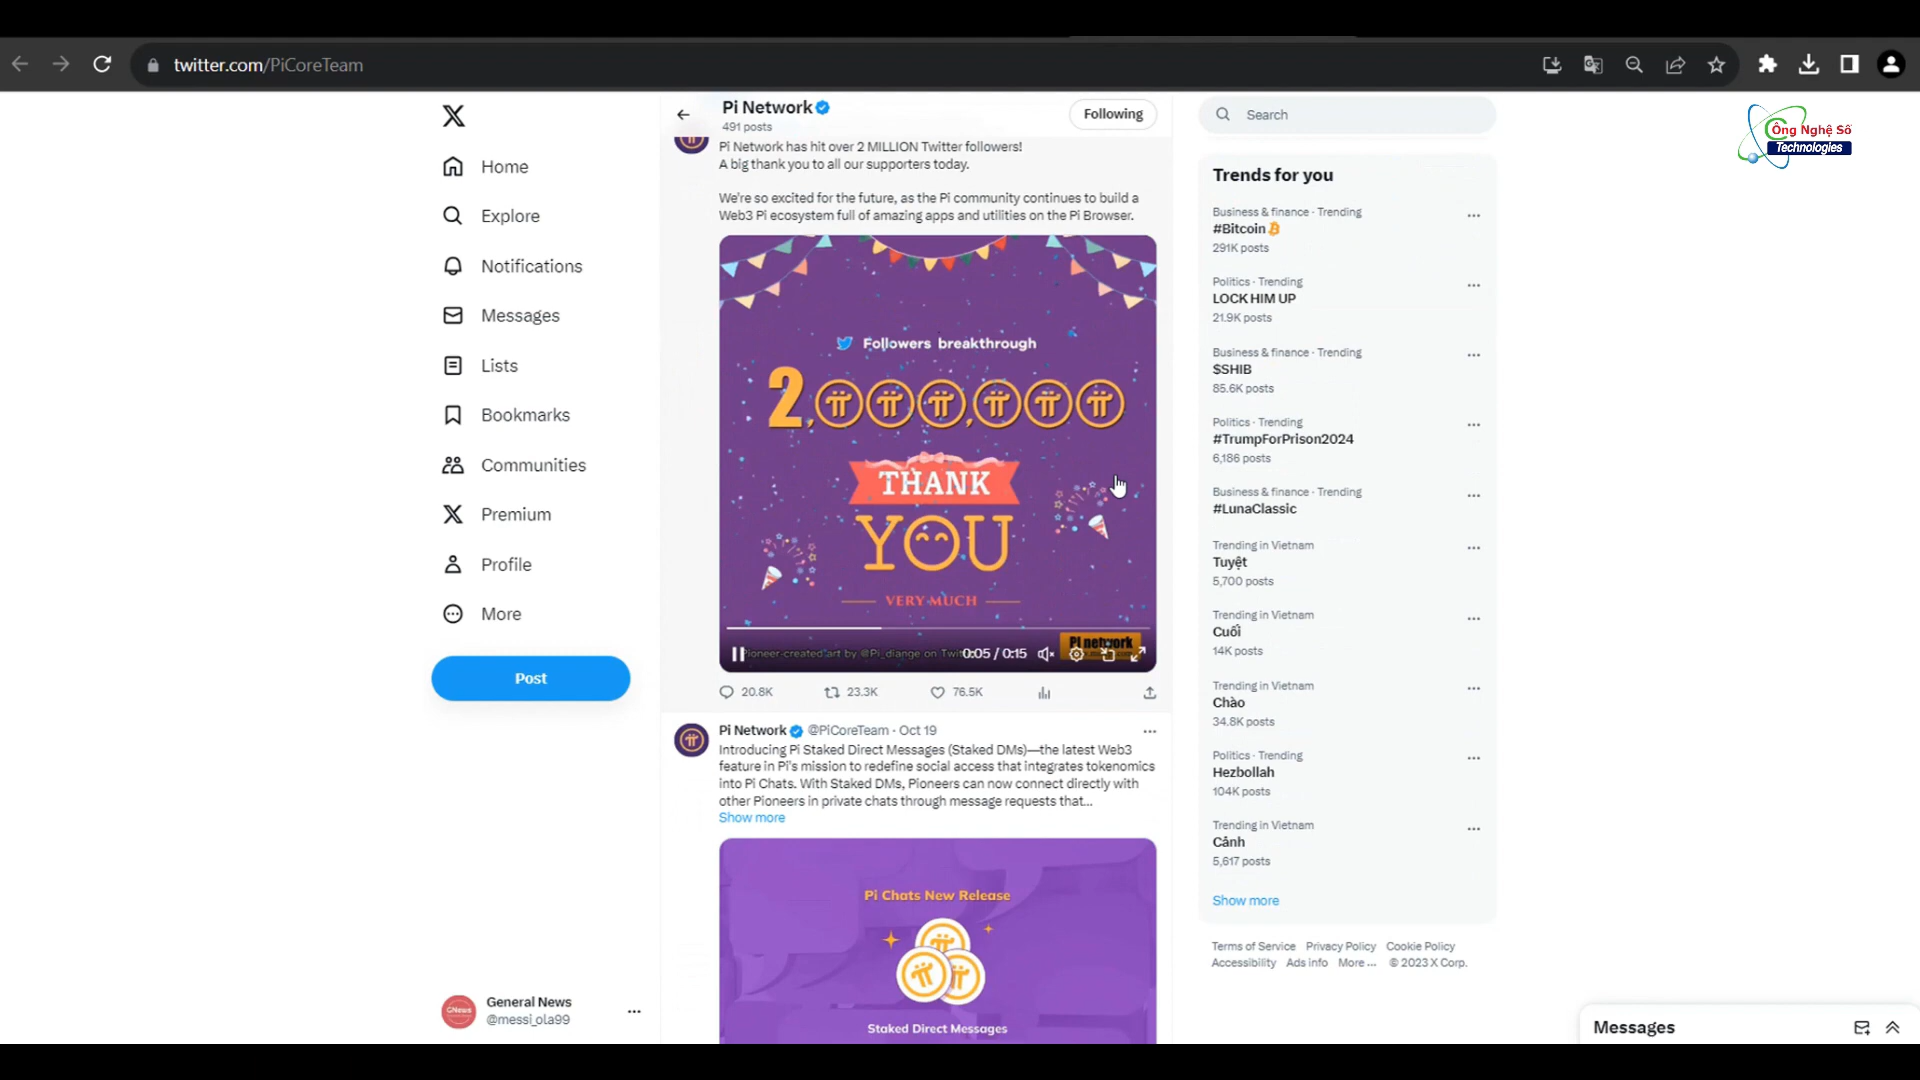 twitter.com/PiCoreTeam
Home
Explore
Notifications
Messages
Lists
Bookmarks
Communities
Premium
Profile
More
Post
GNews
General News
@messi_ola99
Pi Network
491 posts
Following
Pi Network has hit over 2 MILLION Twitter followers!
A big thank you to all our supporters today.
We're so excited for the future, as the Pi community continues to build a
Web3 Pi ecosystem full of amazing apps and utilities on the Pi Browser.
Followers breakthrough
2,
THANK
YOU
VERY MUCH
Pi network
Pioneer-created art by @Pi_diange on
0:05 / 0:15
20.8K
23.3K
76.5K
Pi Network @PiCoreTeam · Oct 19
Introducing Pi Staked Direct Messages (Staked DMs)—the latest Web3
feature in Pi's mission to redefine social access that integrates tokenomics
into Pi Chats. With Staked DMs, Pioneers can now connect directly with
other Pioneers in private chats through message requests that...
Show more
Pi Chats New Release
Staked Direct Messages
Search
Trends for you
Business & finance · Trending
#Bitcoin
291K posts
Politics · Trending
LOCK HIM UP
21.9K posts
Business & finance · Trending
$SHIB
85.6K posts
Politics · Trending
#TrumpForPrison2024
6,186 posts
Business & finance · Trending
#LunaClassic
Trending in Vietnam
Tuyệt
5,700 posts
Trending in Vietnam
Cuối
14K posts
Trending in Vietnam
Chào
34.8K posts
Politics · Trending
Hezbollah
104K posts
Trending in Vietnam
Cảnh
5,617 posts
Show more
Terms of Service Privacy Policy Cookie Policy
Accessibility Ads info More ... © 2023 X Corp.
Messages
Công Nghệ Số
Technologies